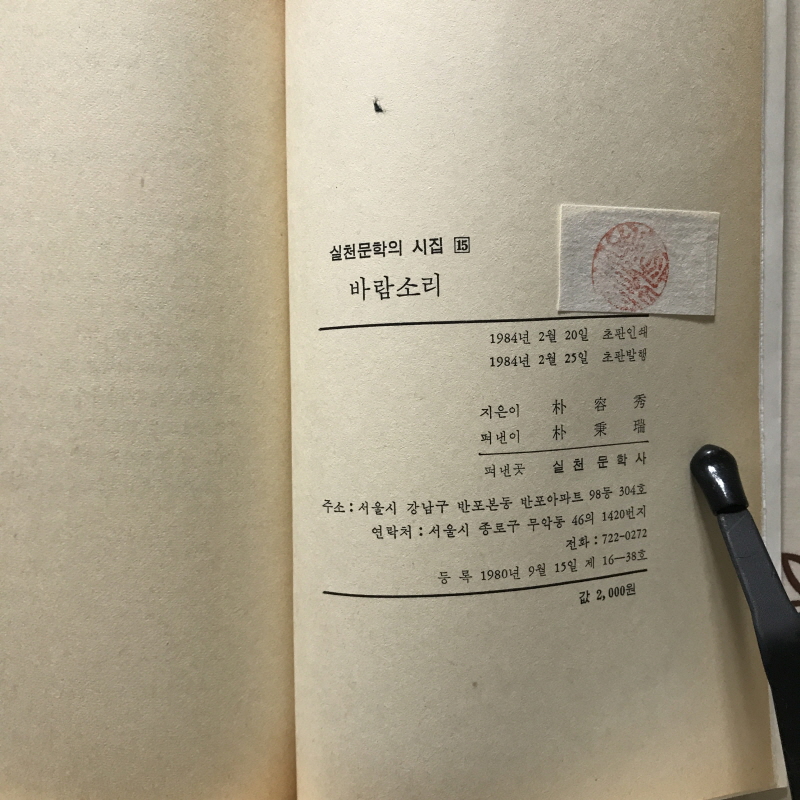 실천문학의 시집 15
바람소리
1984년 2월 20일 초판인쇄
1984년 2월 25일 초판발행
지은이 朴容秀
펴낸이 朴秉瑞
펴낸곳 실천문학사
주소:서울시 강남구 반포본동 반포아파트 98동 304호
연락처:서울시 종로구 무악동 46의 1420번지
전화:722-0272
등록 1980년 9월 15일 제 16—38호
값 2,000원